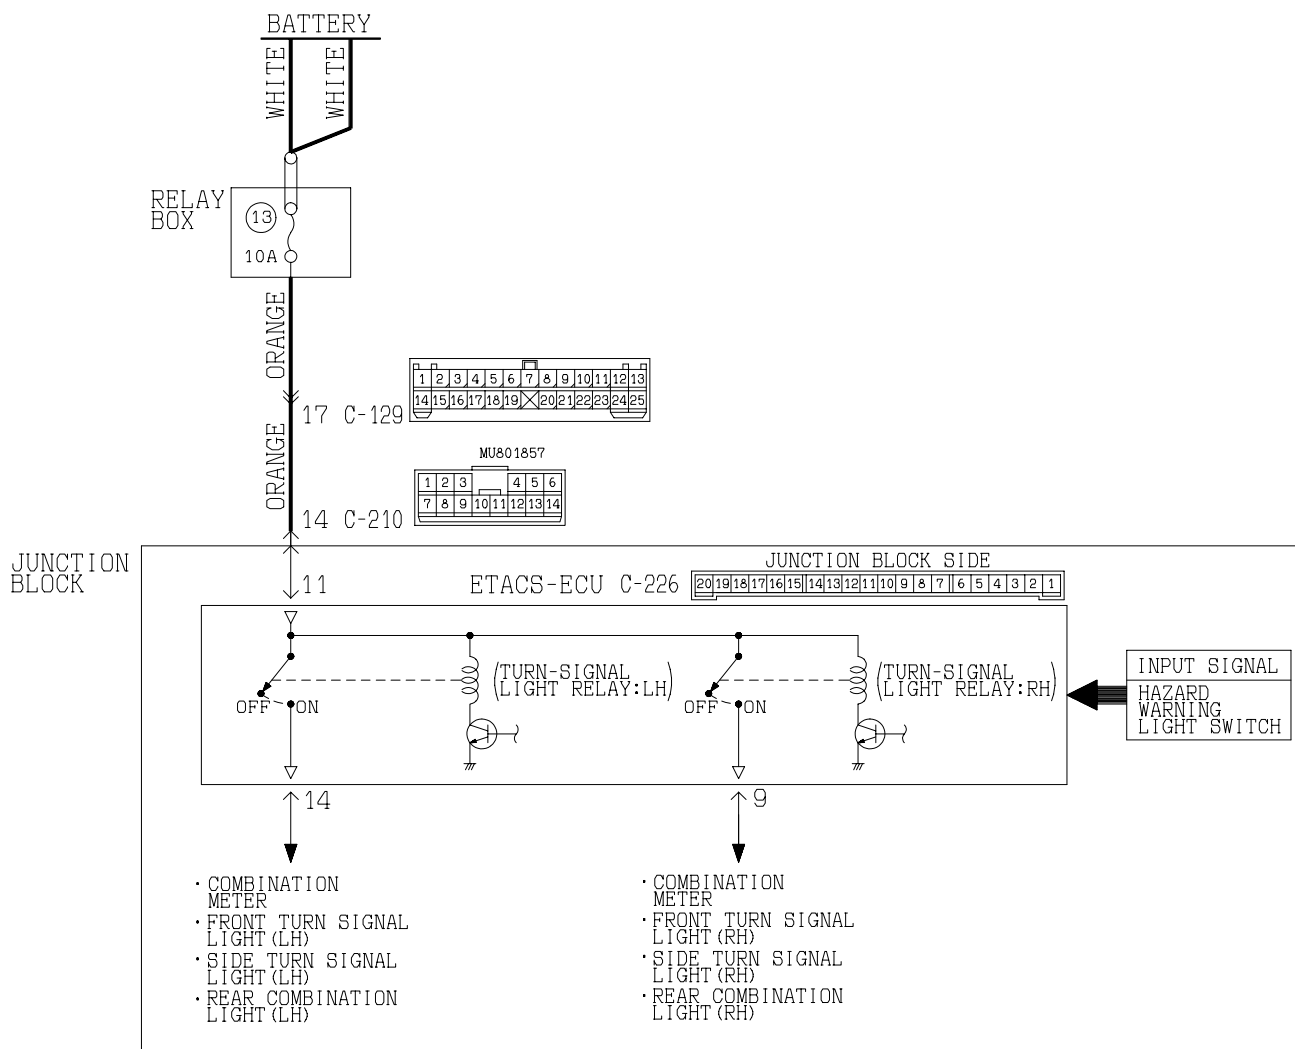 BATTERY
WHITE
WHITE
RELAY
BOX
13
10A
ORANGE
1 2 3 4 5 6 7 8 9 10 11 12 13
14 15 16 17 18 19 20 21 22 23 24 25
17 C-129
ORANGE
MU801857
1 2 3 4 5 6
7 8 9 10 11 12 13 14
14 C-210
JUNCTION
BLOCK
JUNCTION BLOCK SIDE
11
ETACS-ECU C-226
20 19 18 17 16 15 14 13 12 11 10 9 8 7 6 5 4 3 2 1
(TURN-SIGNAL
LIGHT RELAY:LH)
(TURN-SIGNAL
LIGHT RELAY:RH)
OFF ON
OFF ON
INPUT SIGNAL
HAZARD
WARNING
LIGHT SWITCH
14
9
· COMBINATION
METER
· FRONT TURN SIGNAL
LIGHT(LH)
· SIDE TURN SIGNAL
LIGHT(LH)
· REAR COMBINATION
LIGHT(LH)
· COMBINATION
METER
· FRONT TURN SIGNAL
LIGHT(RH)
· SIDE TURN SIGNAL
LIGHT(RH)
· REAR COMBINATION
LIGHT(RH)